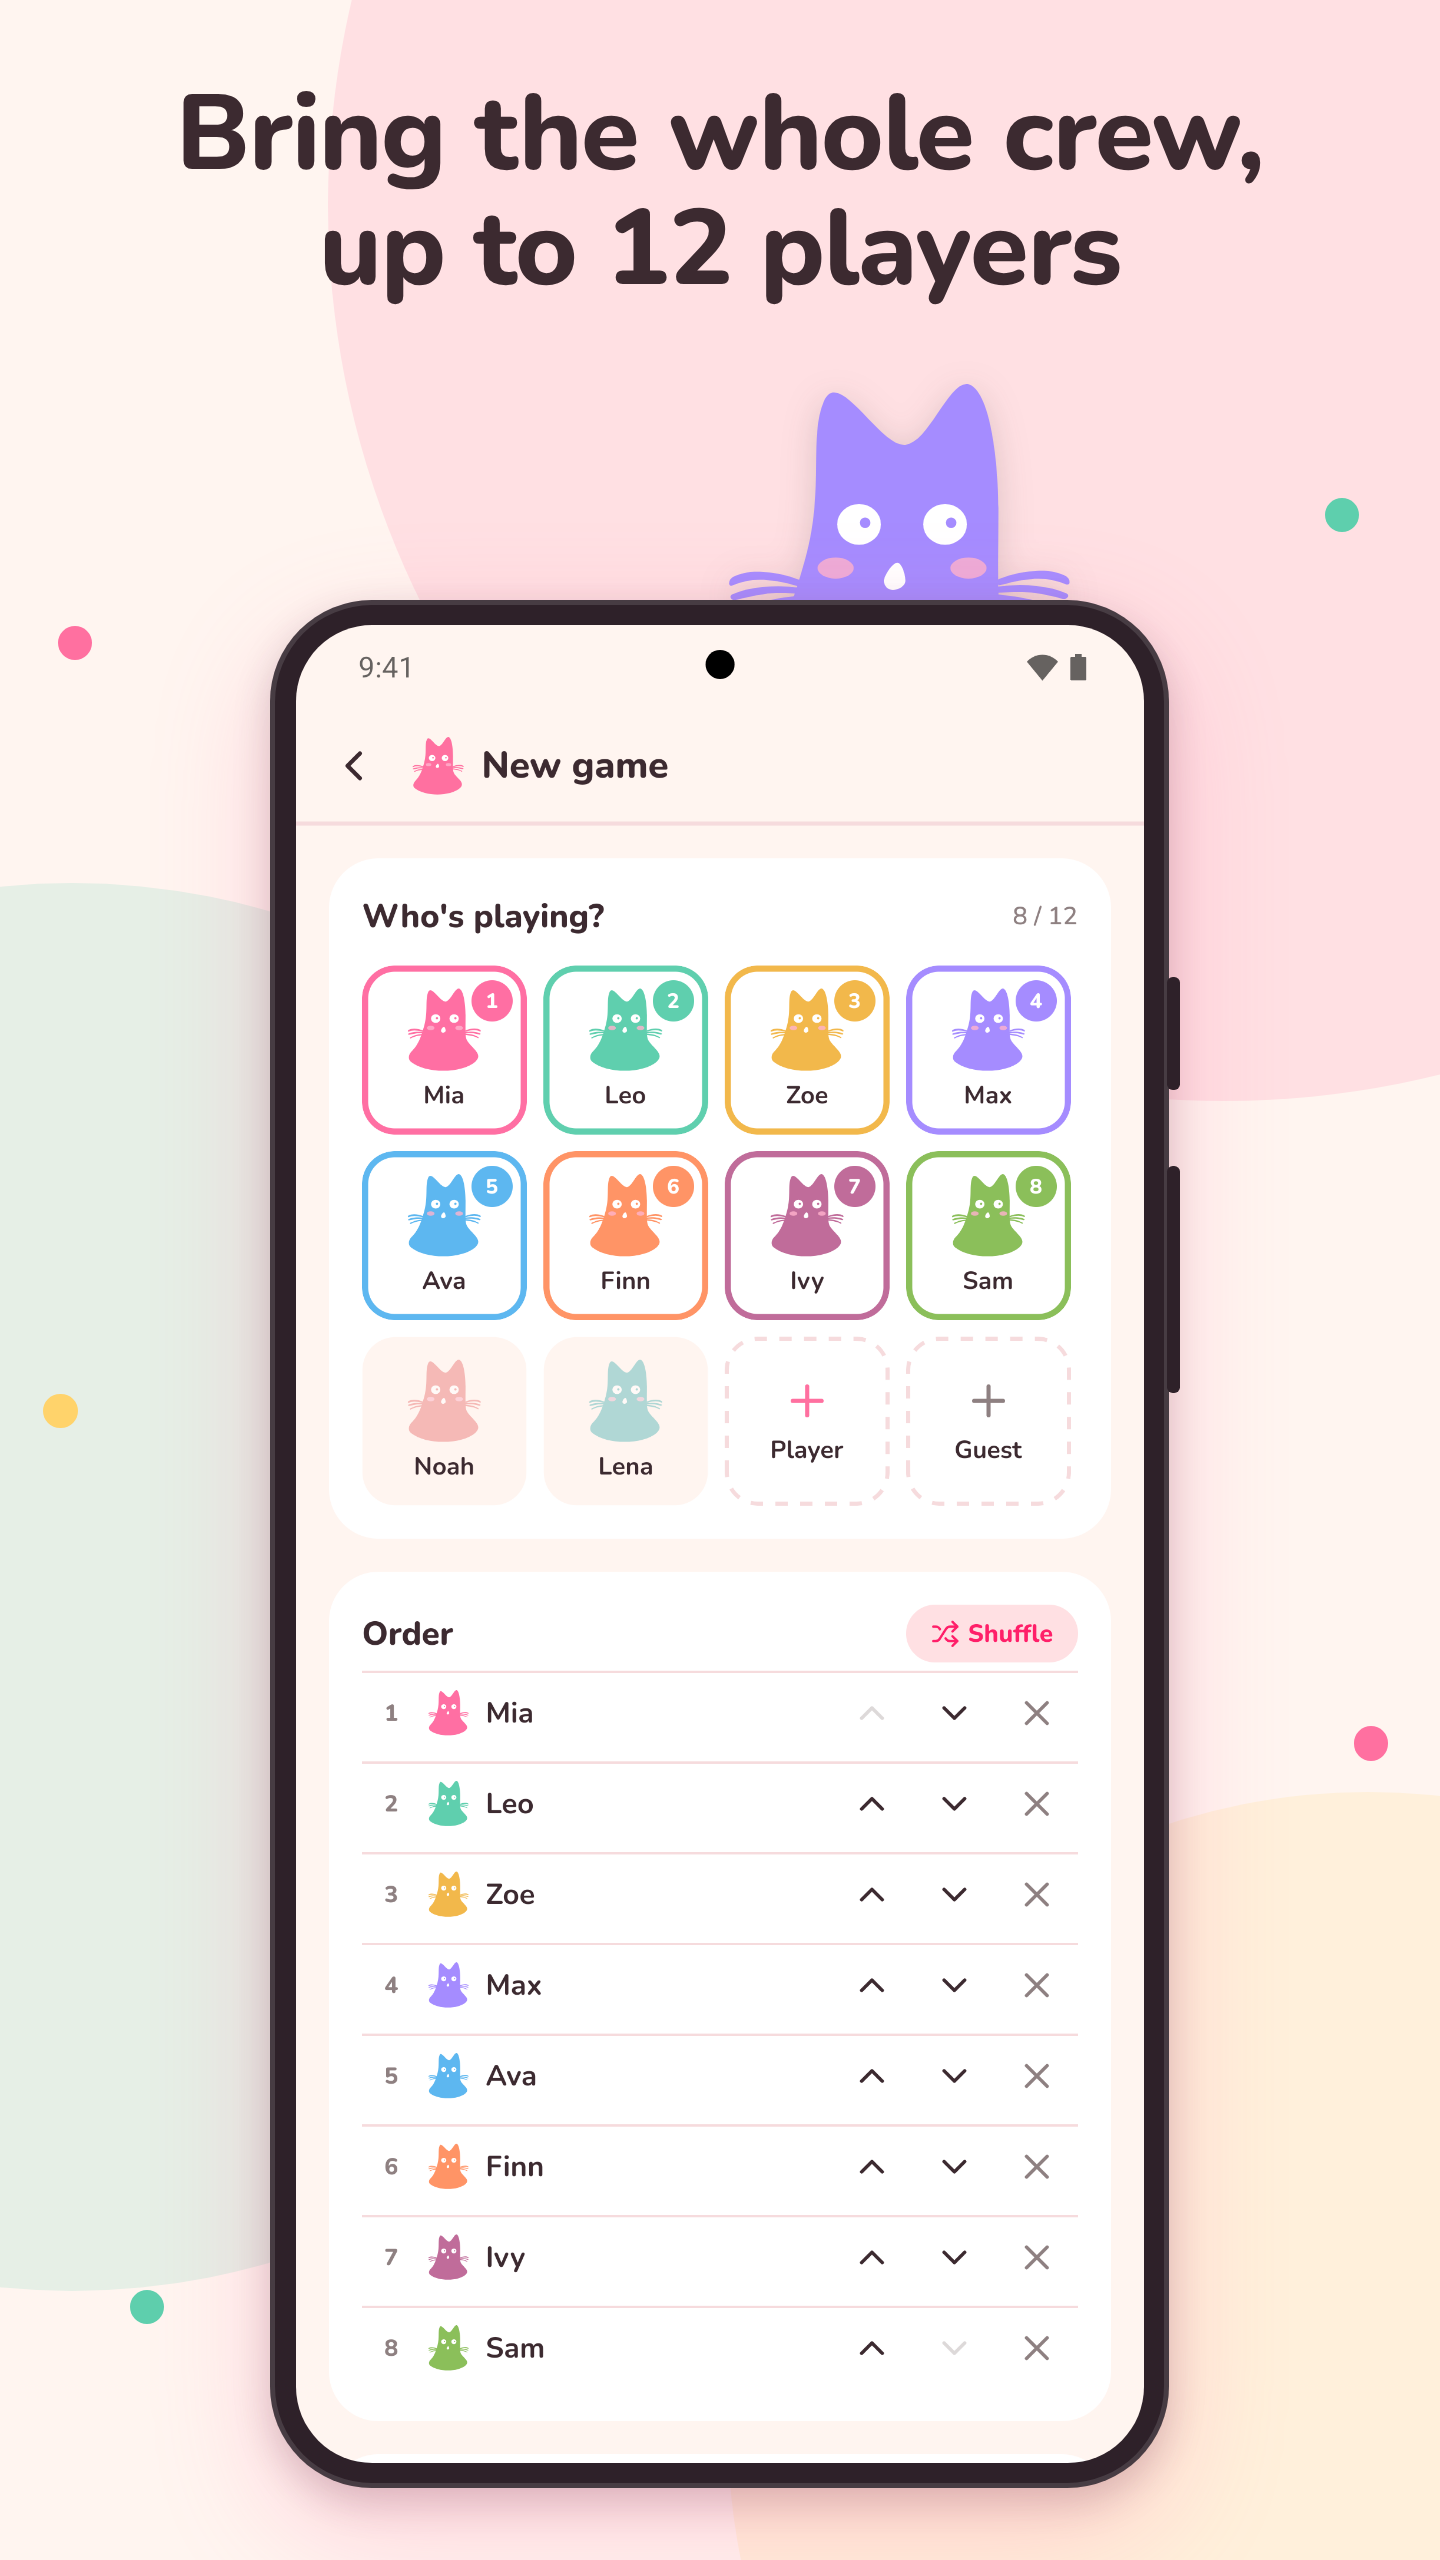 Bring the whole crew,
up to 12 players
9:41
New game
Who's playing?
8 / 12
1
2
3
4
Mia
Leo
Zoe
Max
5
6
7
8
Ava
Finn
Ivy
Sam
Noah
Lena
Player
Guest
Order
Shuffle
1 Mia
2 Leo
3 Zoe
4 Max
5 Ava
6 Finn
7 Ivy
8 Sam